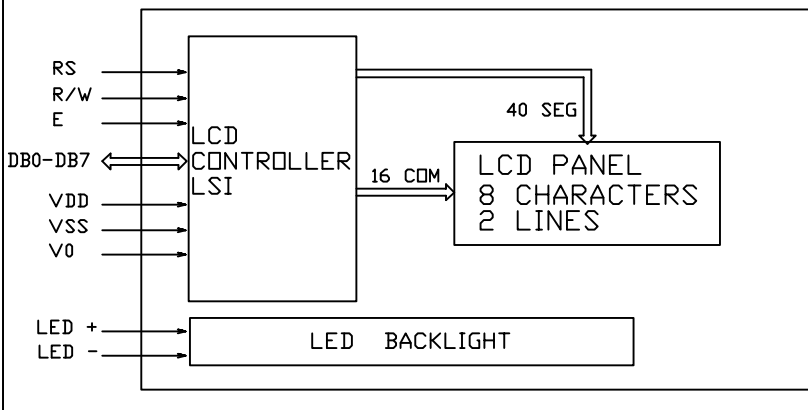 RS
R/W
E
DB0-DB7
VDD
VSS
V0
LED +
LED -
LCD
CONTROLLER
LSI
40 SEG
16 COM
LCD PANEL
8 CHARACTERS
2 LINES
LED BACKLIGHT